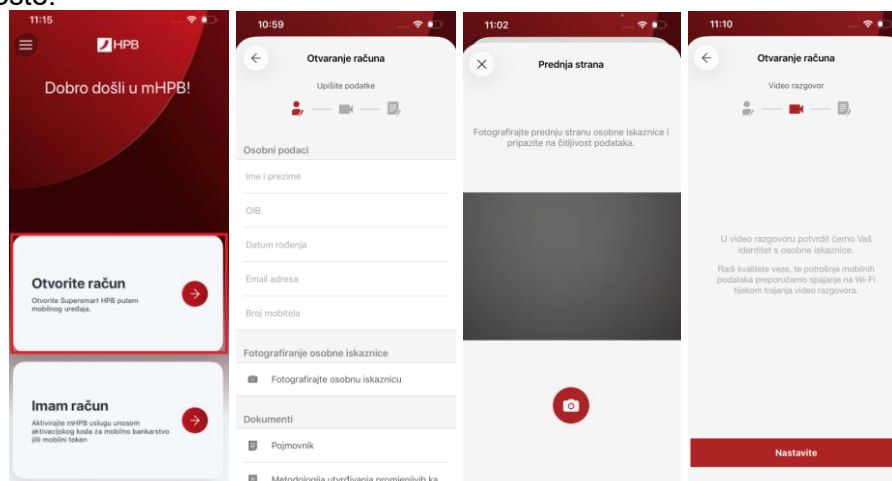 11:15
HPB
Dobro došli u mHPB!
Otvorite račun
Otvorite Supersmart HPB putem
mobilnog uređaja.
Imam račun
Aktivirajte mHPB uslugu unosom
aktivacijskog koda za mobilno bankarstvo
i/ili mobilni token
10:59
Otvaranje računa
Upišite podatke
Osobni podaci
Ime i prezime
OIB
Datum rođenja
Email adresa
Broj mobitela
Fotografiranje osobne iskaznice
Fotografirajte osobnu iskaznicu
Dokumenti
Pojmovnik
Metodologija utvrđivanja promjenjivih ka
11:02
Prednja strana
Fotografirajte prednju stranu osobne iskaznice i
pripazite na čitljivost podataka.
11:10
Otvaranje računa
Video razgovor
U video razgovoru potvrdit ćemo Vaš
identitet s osobne iskaznice.
Radi kvalitete veze, te potrošnje mobilnih
podataka preporučamo spajanje na Wi-Fi
tijekom trajanja video razgovora.
Nastavite